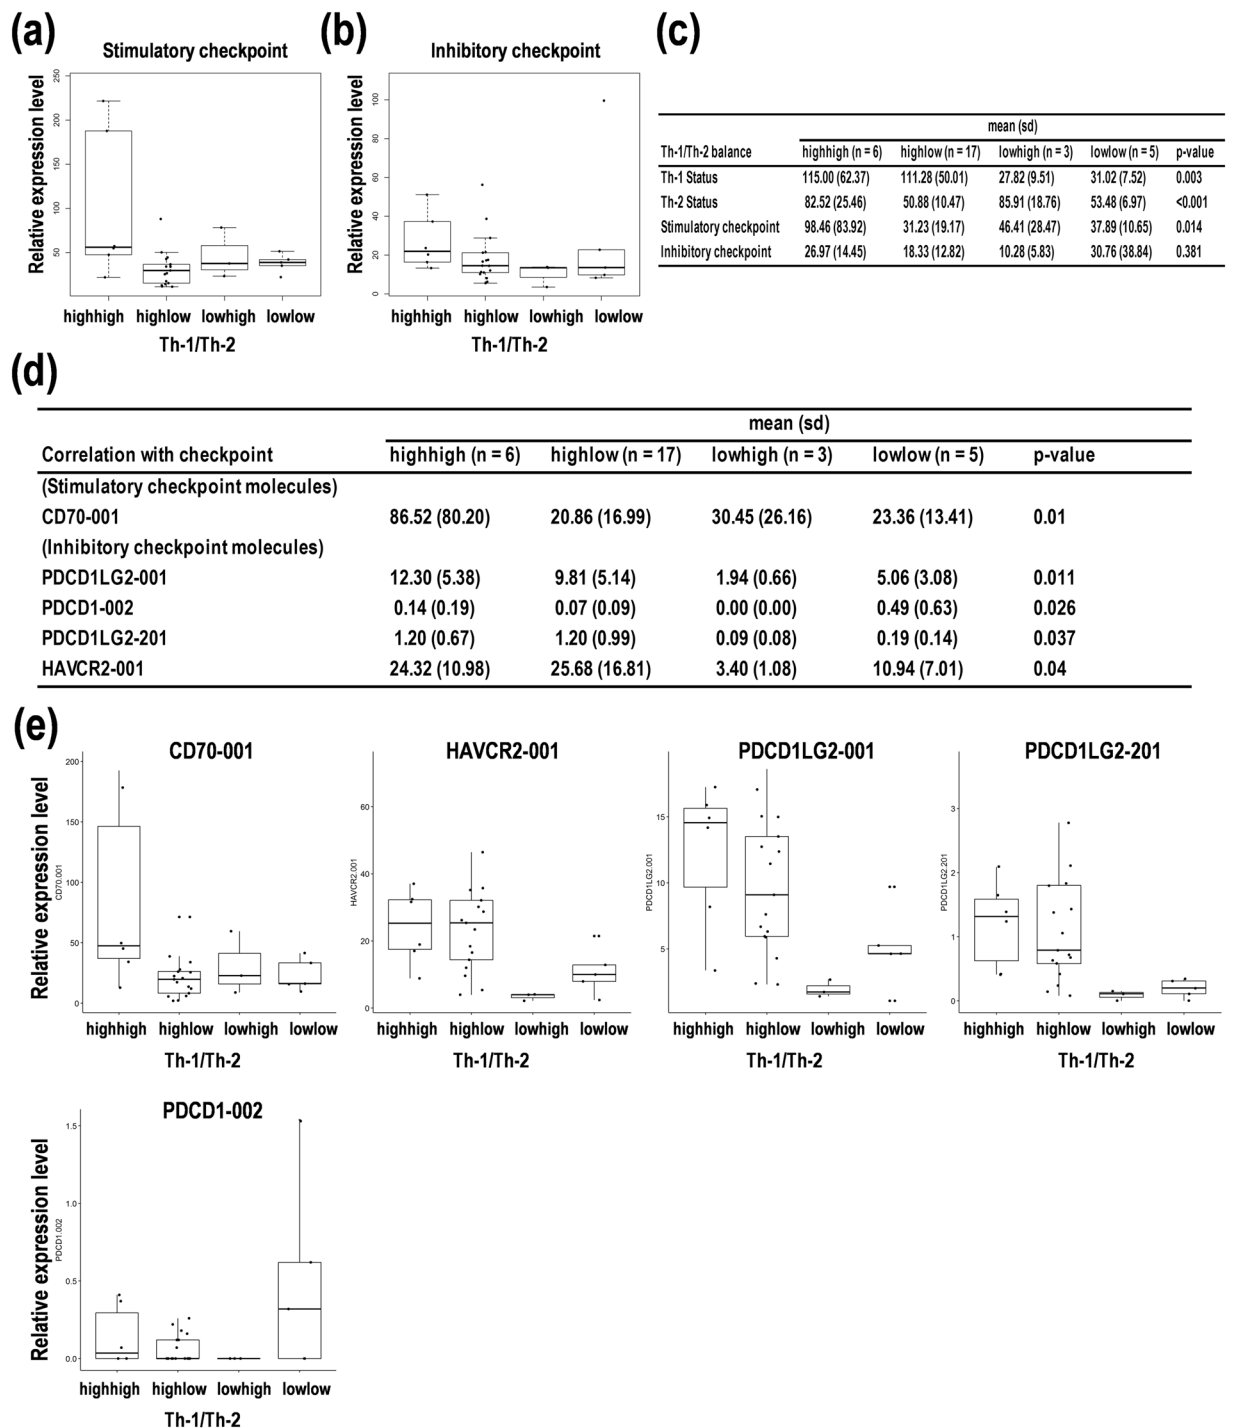 (a)
Stimulatory checkpoint
Relative expression level
250
200
150
100
50
highhigh highlow lowhigh lowlow
Th-1/Th-2
(b)
Inhibitory checkpoint
Relative expression level
100
80
60
40
20
0
highhigh highlow lowhigh lowlow
Th-1/Th-2
(c)
mean (sd)
Th-1/Th-2 balance highhigh (n = 6) highlow (n = 17) lowhigh (n = 3) lowlow (n = 5) p-value
Th-1 Status 115.00 (62.37) 111.28 (50.01) 27.82 (9.51) 31.02 (7.52) 0.003
Th-2 Status 82.52 (25.46) 50.88 (10.47) 85.91 (18.76) 53.48 (6.97) <0.001
Stimulatory checkpoint 98.46 (83.92) 31.23 (19.17) 46.41 (28.47) 37.89 (10.65) 0.014
Inhibitory checkpoint 26.97 (14.45) 18.33 (12.82) 10.28 (5.83) 30.76 (38.84) 0.381
(d)
mean (sd)
Correlation with checkpoint highhigh (n = 6) highlow (n = 17) lowhigh (n = 3) lowlow (n = 5) p-value
(Stimulatory checkpoint molecules)
CD70-001 86.52 (80.20) 20.86 (16.99) 30.45 (26.16) 23.36 (13.41) 0.01
(Inhibitory checkpoint molecules)
PDCD1LG2-001 12.30 (5.38) 9.81 (5.14) 1.94 (0.66) 5.06 (3.08) 0.011
PDCD1-002 0.14 (0.19) 0.07 (0.09) 0.00 (0.00) 0.49 (0.63) 0.026
PDCD1LG2-201 1.20 (0.67) 1.20 (0.99) 0.09 (0.08) 0.19 (0.14) 0.037
HAVCR2-001 24.32 (10.98) 25.68 (16.81) 3.40 (1.08) 10.94 (7.01) 0.04
(e)
CD70-001
Relative expression level
CD70.001
200
150
100
50
0
highhigh highlow lowhigh lowlow
Th-1/Th-2
HAVCR2-001
HAVCR2.001
60
40
20
0
highhigh highlow lowhigh lowlow
Th-1/Th-2
PDCD1LG2-001
PDCD1LG2.001
15
10
5
highhigh highlow lowhigh lowlow
Th-1/Th-2
PDCD1LG2-201
PDCD1LG2.201
3
2
1
0
highhigh highlow lowhigh lowlow
Th-1/Th-2
PDCD1-002
Relative expression level
PDCD1.002
1.5
1.0
0.5
0.0
highhigh highlow lowhigh lowlow
Th-1/Th-2